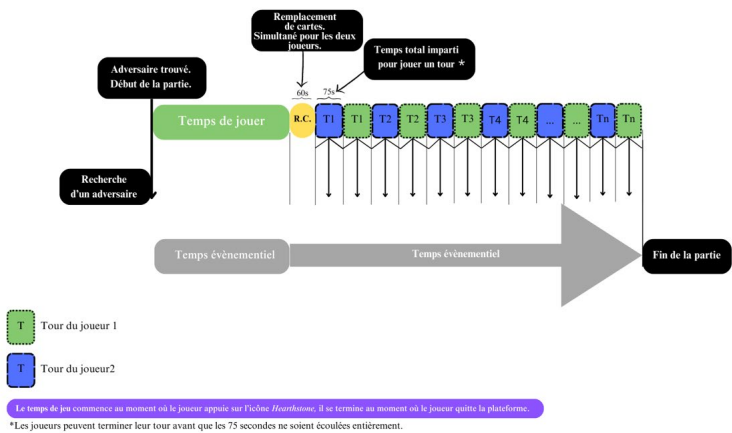 Remplacement
de cartes.
Simultané pour les deux
joueurs.
Temps total imparti
pour jouer un tour *
Adversaire trouvé.
Début de la partie.
60s
75s
Temps de jouer
R.C.
T1
T1
T2
T2
T3
T3
T4
T4
...
...
Tn
Tn
Recherche
d'un adversaire
Temps évènementiel
Temps évènementiel
Fin de la partie
T
Tour du joueur 1
T
Tour du joueur2
Le temps de jeu commence au moment où le joueur appuie sur l'icône Hearthstone, il se termine au moment où le joueur quitte la plateforme.
*Les joueurs peuvent terminer leur tour avant que les 75 secondes ne soient écoulées entièrement.